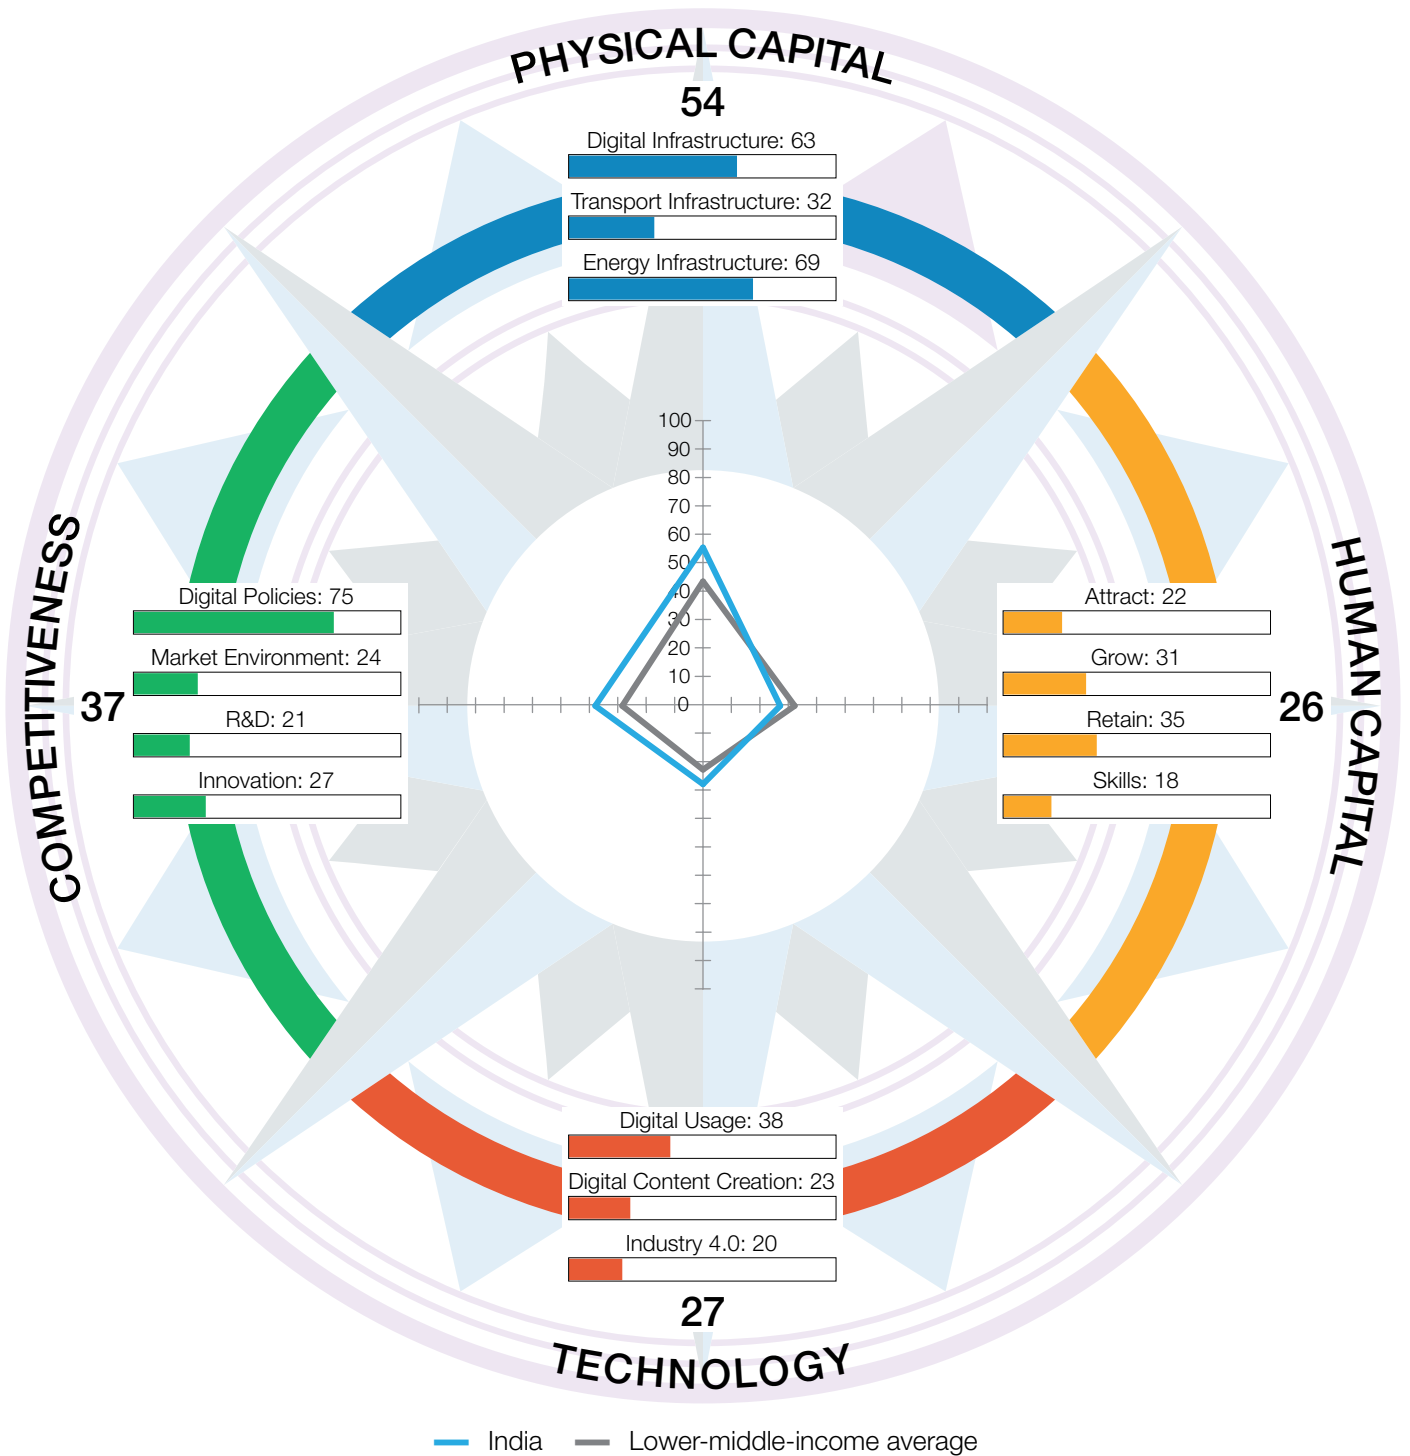 PHYSICAL CAPITAL
54
Digital Infrastructure: 63
Transport Infrastructure: 32
Energy Infrastructure: 69
100
90
80
70
60
50
40
30
20
10
0
COMPETITIVENESS
37
Digital Policies: 75
Market Environment: 24
R&D: 21
Innovation: 27
HUMAN CAPITAL
26
Attract: 22
Grow: 31
Retain: 35
Skills: 18
Digital Usage: 38
Digital Content Creation: 23
Industry 4.0: 20
27
TECHNOLOGY
India
Lower-middle-income average